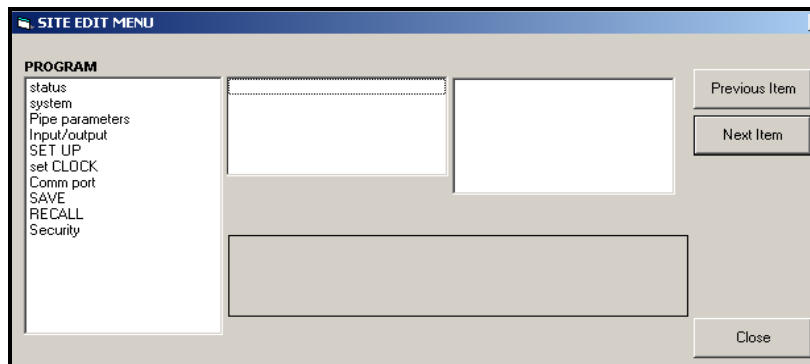 SITE EDIT MENU
PROGRAM
status
system
Pipe parameters
Input/output
SET UP
set CLOCK
Comm port
SAVE
RECALL
Security
Previous Item
Next Item
Close